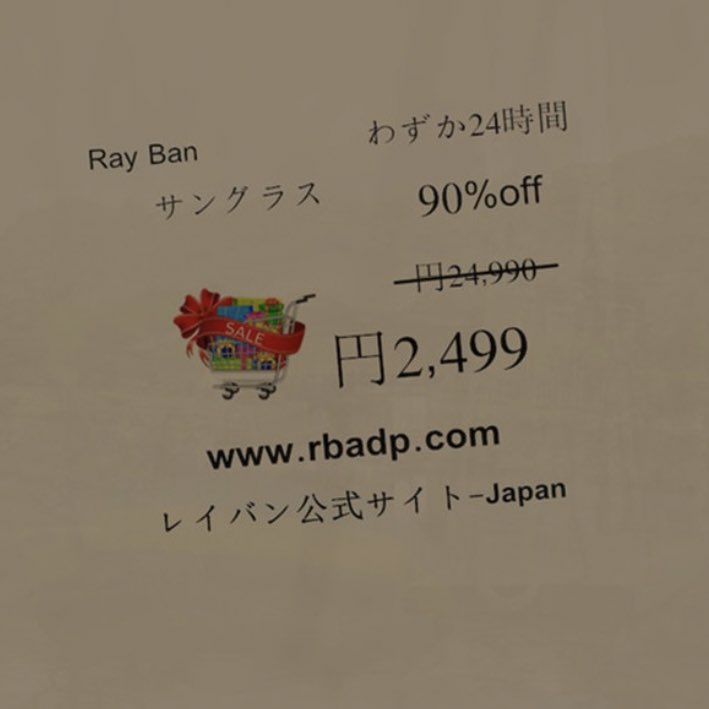 Ray Ban
サングラス
わずか24時間
90%off
円24,990
SALE
円2,499
www.rbadp.com
レイバン公式サイト-Japan